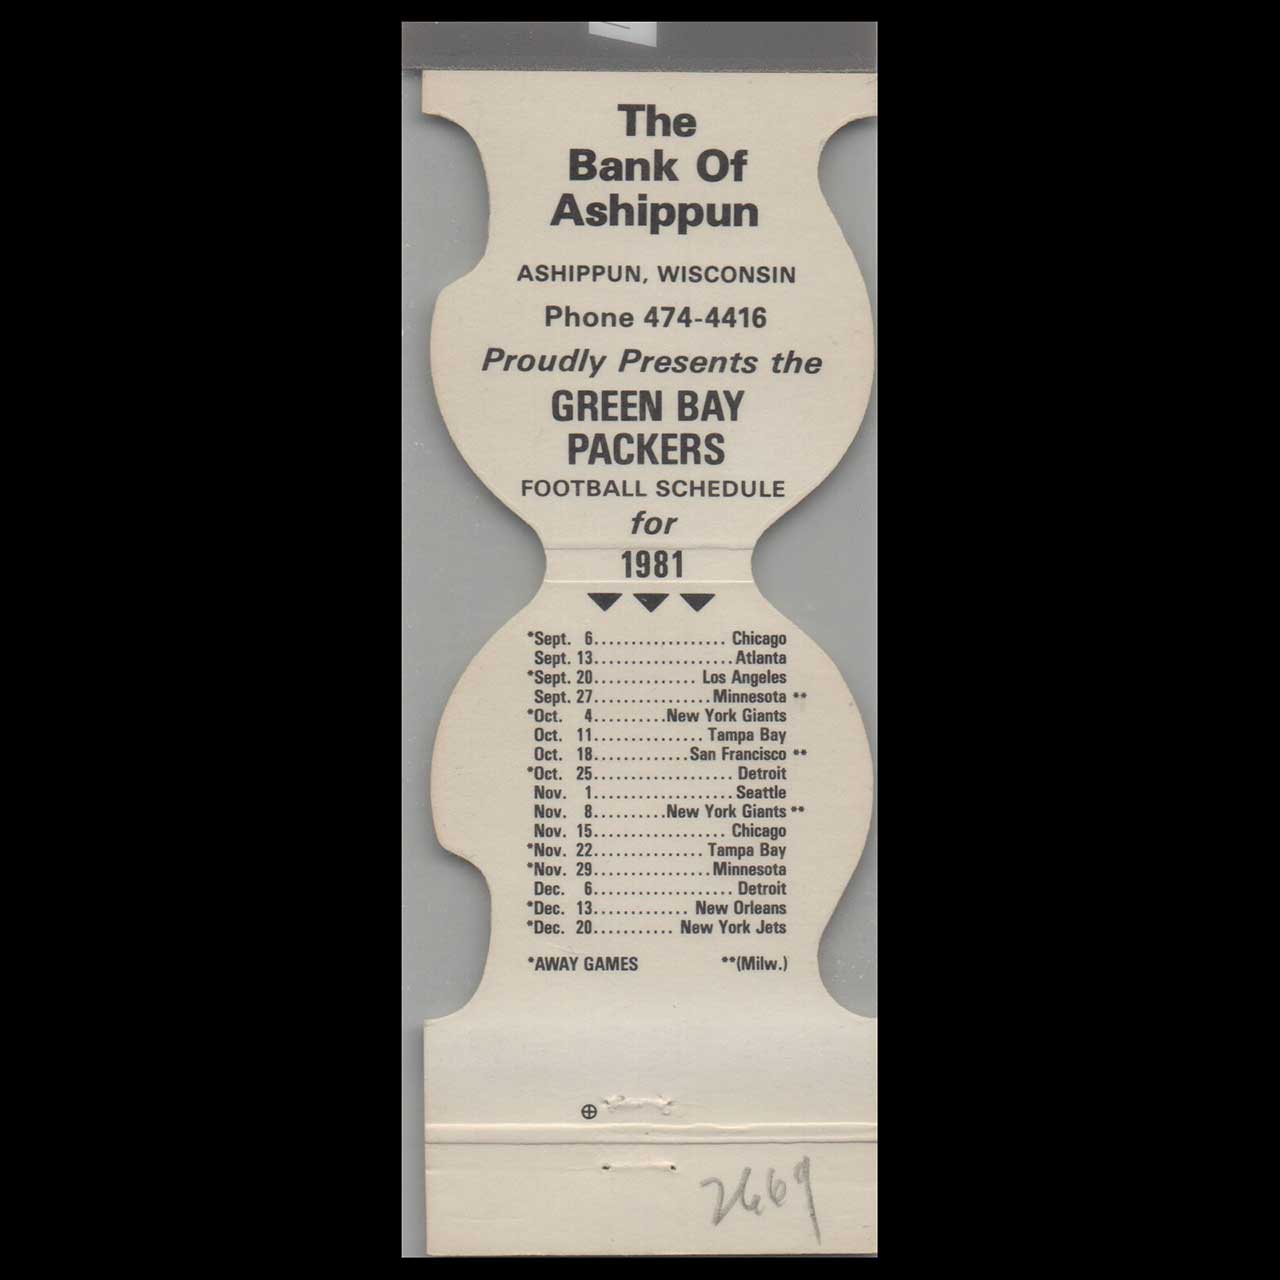 The
Bank Of
Ashippun
ASHIPPUN, WISCONSIN
Phone 474-4416
Proudly Presents the
GREEN BAY
PACKERS
FOOTBALL SCHEDULE
for
1981
*Sept. 6.................. Chicago
Sept. 13...................Atlanta
*Sept. 20.............. Los Angeles
Sept. 27................Minnesota **
*Oct. 4..........New York Giants
Oct. 11............... Tampa Bay
Oct. 18.............San Francisco **
*Oct. 25................... Detroit
Nov. 1................... Seattle
Nov. 8..........New York Giants **
Nov. 15.................. Chicago
*Nov. 22............... Tampa Bay
*Nov. 29................Minnesota
Dec. 6................... Detroit
*Dec. 13............. New Orleans
*Dec. 20........... New York Jets
*AWAY GAMES **(Milw.)
2669